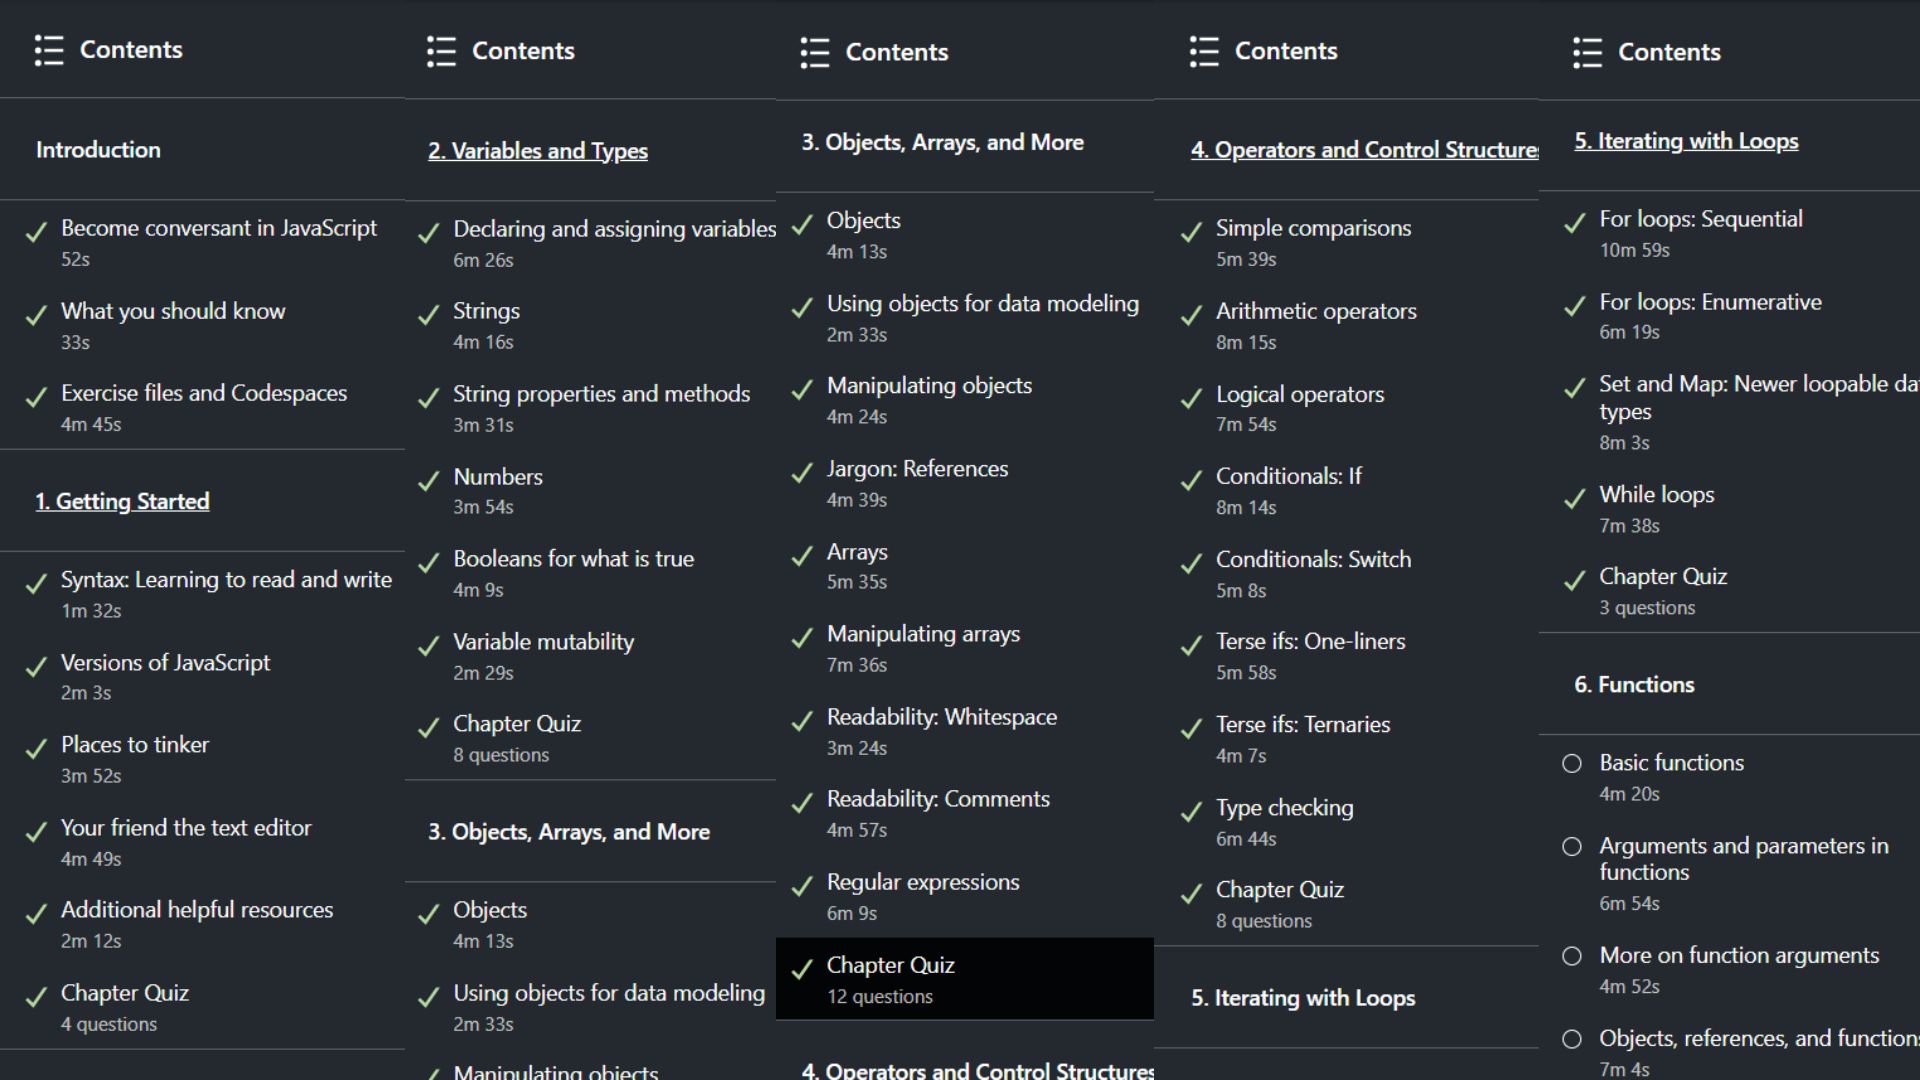 Contents
Introduction
Become conversant in JavaScript
52s
What you should know
33s
Exercise files and Codespaces
4m 45s
1. Getting Started
Syntax: Learning to read and write
1m 32s
Versions of JavaScript
2m 3s
Places to tinker
3m 52s
Your friend the text editor
4m 49s
Additional helpful resources
2m 12s
Chapter Quiz
4 questions
Contents
2. Variables and Types
Declaring and assigning variables
6m 26s
Strings
4m 16s
String properties and methods
3m 31s
Numbers
3m 54s
Booleans for what is true
4m 9s
Variable mutability
2m 29s
Chapter Quiz
8 questions
3. Objects, Arrays, and More
Objects
4m 13s
Using objects for data modeling
2m 33s
Manipulating objects
Contents
3. Objects, Arrays, and More
Objects
4m 13s
Using objects for data modeling
2m 33s
Manipulating objects
4m 24s
Jargon: References
4m 39s
Arrays
5m 35s
Manipulating arrays
7m 36s
Readability: Whitespace
3m 24s
Readability: Comments
4m 57s
Regular expressions
6m 9s
Chapter Quiz
12 questions
4. Operators and Control Structures
Contents
4. Operators and Control Structures
Simple comparisons
5m 39s
Arithmetic operators
8m 15s
Logical operators
7m 54s
Conditionals: If
8m 14s
Conditionals: Switch
5m 8s
Terse ifs: One-liners
5m 58s
Terse ifs: Ternaries
4m 7s
Type checking
6m 44s
Chapter Quiz
8 questions
5. Iterating with Loops
Contents
5. Iterating with Loops
For loops: Sequential
10m 59s
For loops: Enumerative
6m 19s
Set and Map: Newer loopable da
types
8m 3s
While loops
7m 38s
Chapter Quiz
3 questions
6. Functions
Basic functions
4m 20s
Arguments and parameters in
functions
6m 54s
More on function arguments
4m 52s
Objects, references, and functions
7m 4s